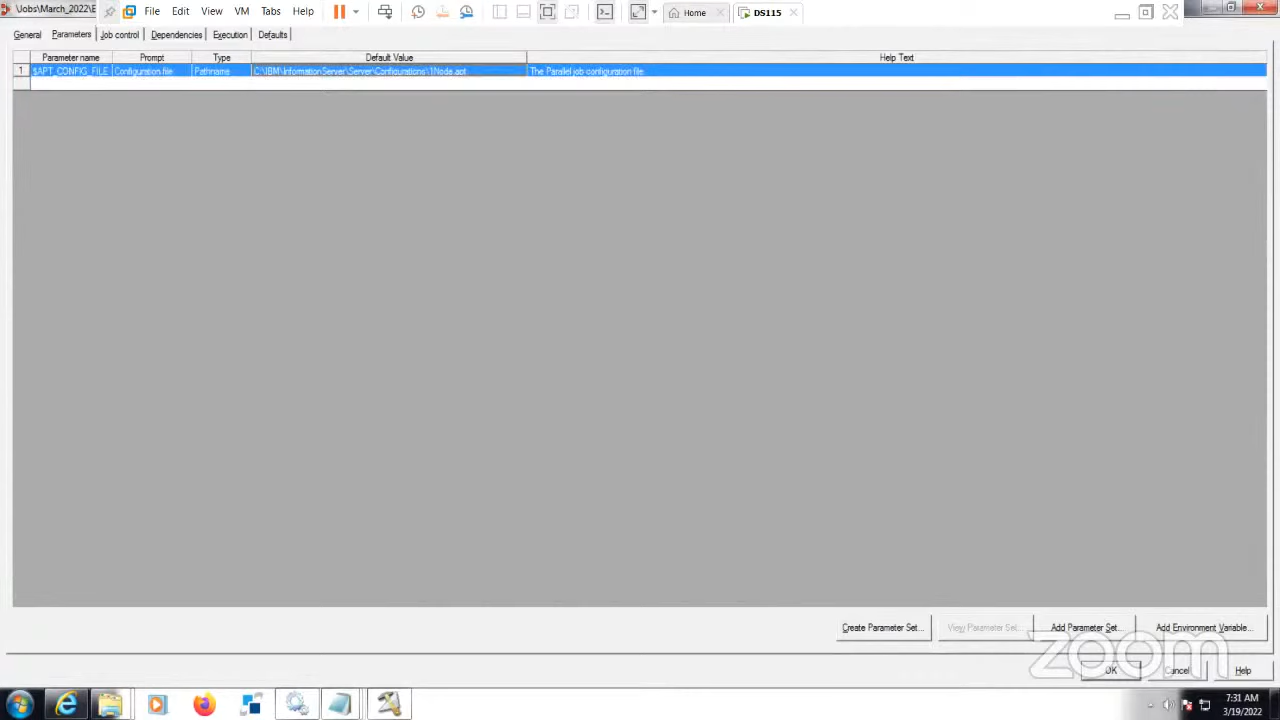 \Jobs\March_2022\E File Edit View VM Tabs Help Home DS115
General Parameters Job control Dependencies Execution Defaults
Parameter name Prompt Type Default Value Help Text
1 $APT_CONFIG_FILE Configuration file Pathname C:\IBM\InformationServer\Server\Configurations\1Node.apt The Parallel job configuration file.
Create Parameter Set... View Parameter Set... Add Parameter Set... Add Environment Variable...
OK Cancel Help
zoom
7:31 AM
3/19/2022